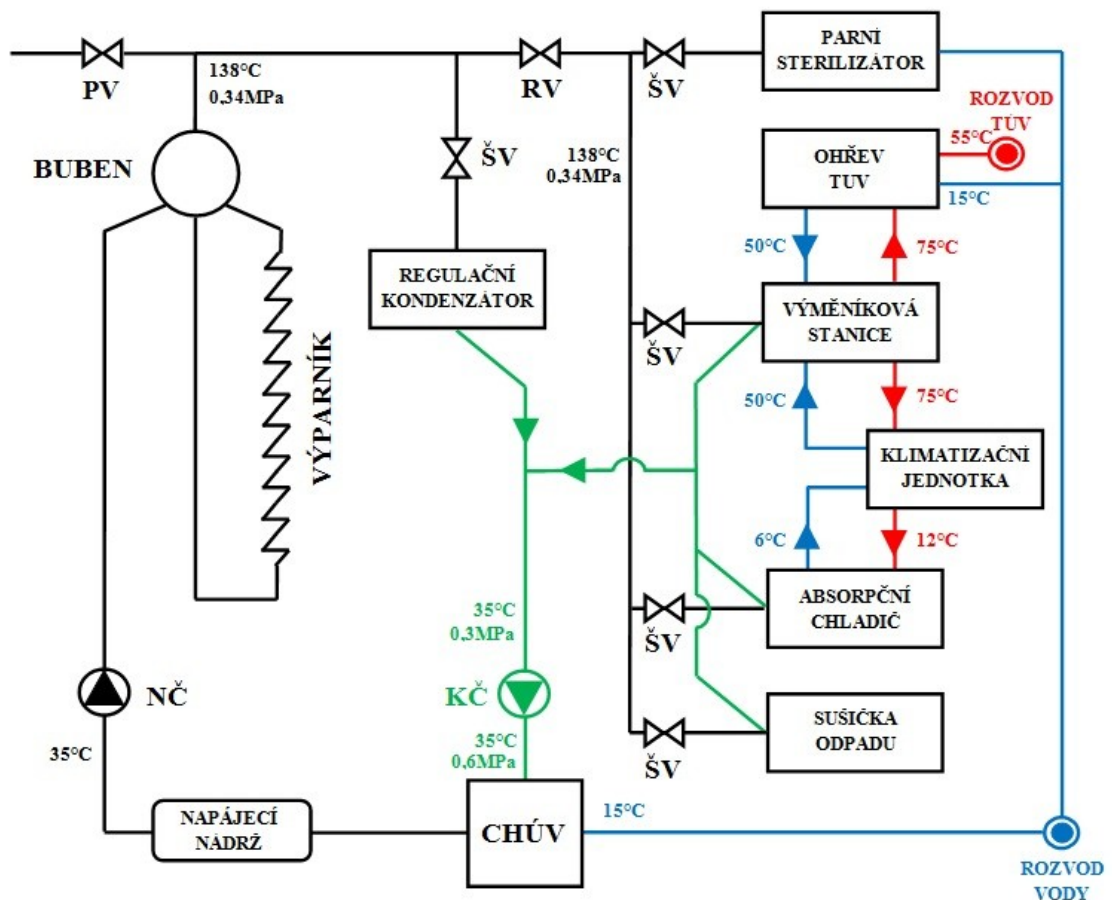 PARNÍ
STERILIZÁTOR
PV
138°C
0,34MPa
RV
ŠV
ROZVOD
TÚV
55°C
BUBEN
ŠV
138°C
0,34MPa
OHŘEV
TUV
15°C
50°C
75°C
REGULAČNÍ
KONDENZÁTOR
VÝMĚNÍKOVÁ
STANICE
ŠV
VÝPARNÍK
50°C
75°C
KLIMATIZAČNÍ
JEDNOTKA
6°C
12°C
ABSORPČNÍ
CHLADIČ
ŠV
35°C
0,3MPa
NČ
KČ
SUŠIČKA
ODPADU
ŠV
35°C
35°C
0,6MPa
NAPÁJECÍ
NÁDRŽ
CHÚV
15°C
ROZVOD
VODY